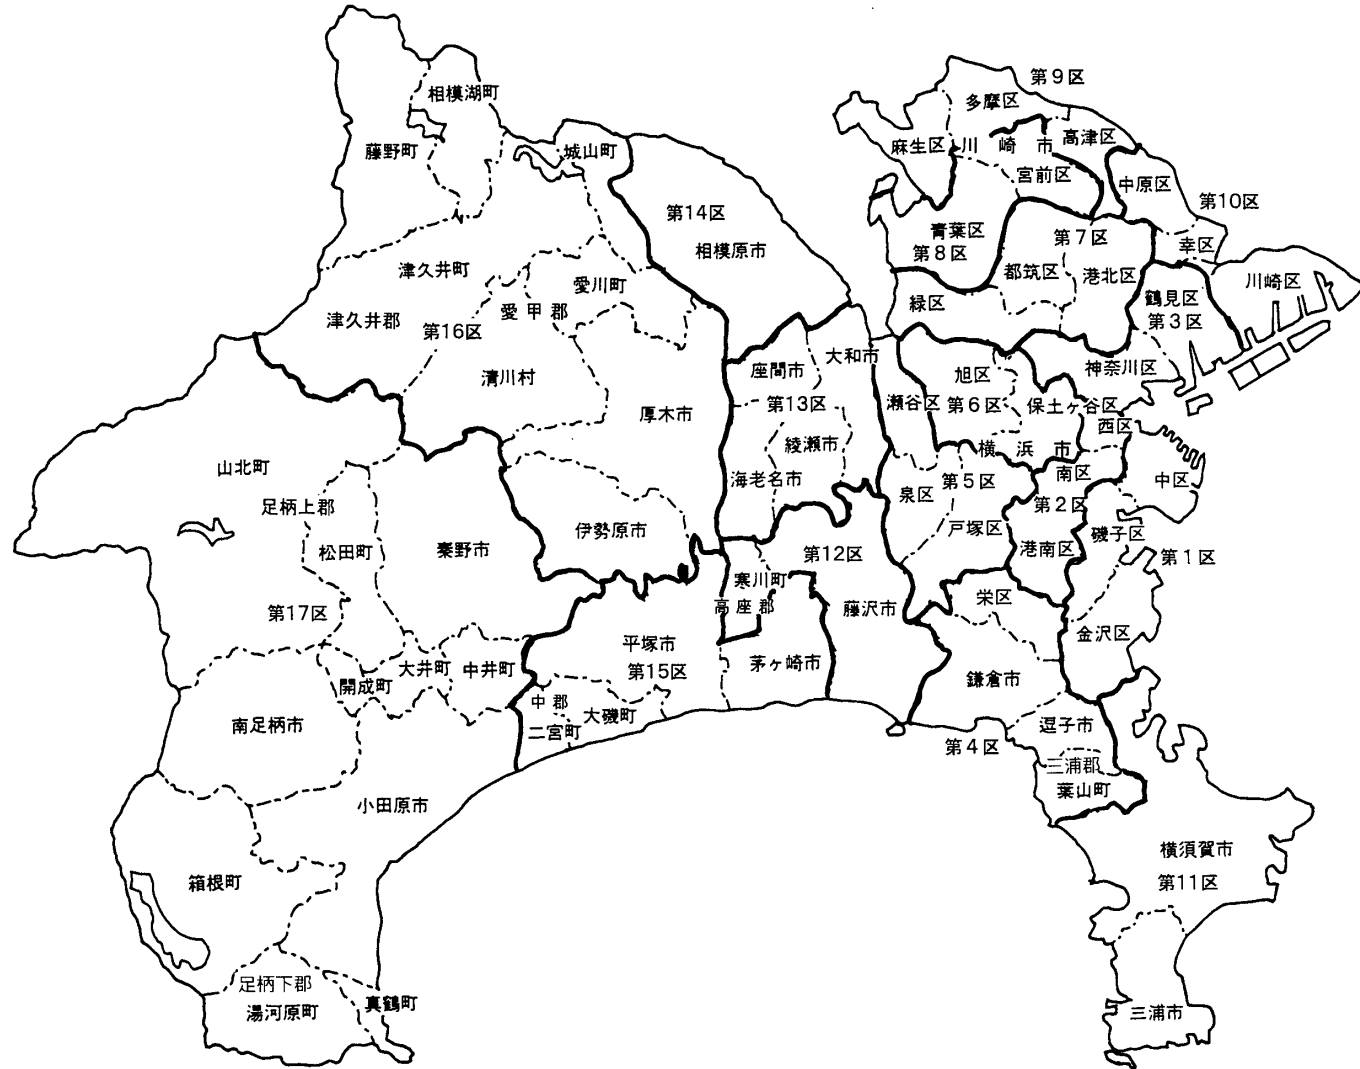 第9区
多摩区
相模湖町
高津区
麻生区
川崎市
藤野町
城山町
宮前区
中原区
第10区
第14区
青葉区
第7区
幸区
相模原市
第8区
津久井町
都筑区
港北区
川崎区
愛川町
鶴見区
緑区
愛甲郡
津久井郡
第16区
第3区
大和市
座間市
清川村
旭区
神奈川区
厚木市
第13区
瀬谷区
第6区
保土ヶ谷区
西区
綾瀬市
横浜市
山北町
南区
海老名市
第5区
中区
泉区
足柄上郡
第2区
伊勢原市
戸塚区
磯子区
松田町
秦野市
港南区
第1区
第12区
寒川町
栄区
高座郡
藤沢市
第17区
金沢区
平塚市
茅ヶ崎市
大井町
中井町
第15区
開成町
鎌倉市
中郡
大磯町
南足柄市
逗子市
二宮町
第4区
三浦郡
葉山町
小田原市
横須賀市
箱根町
第11区
足柄下郡
真鶴町
湯河原町
三浦市